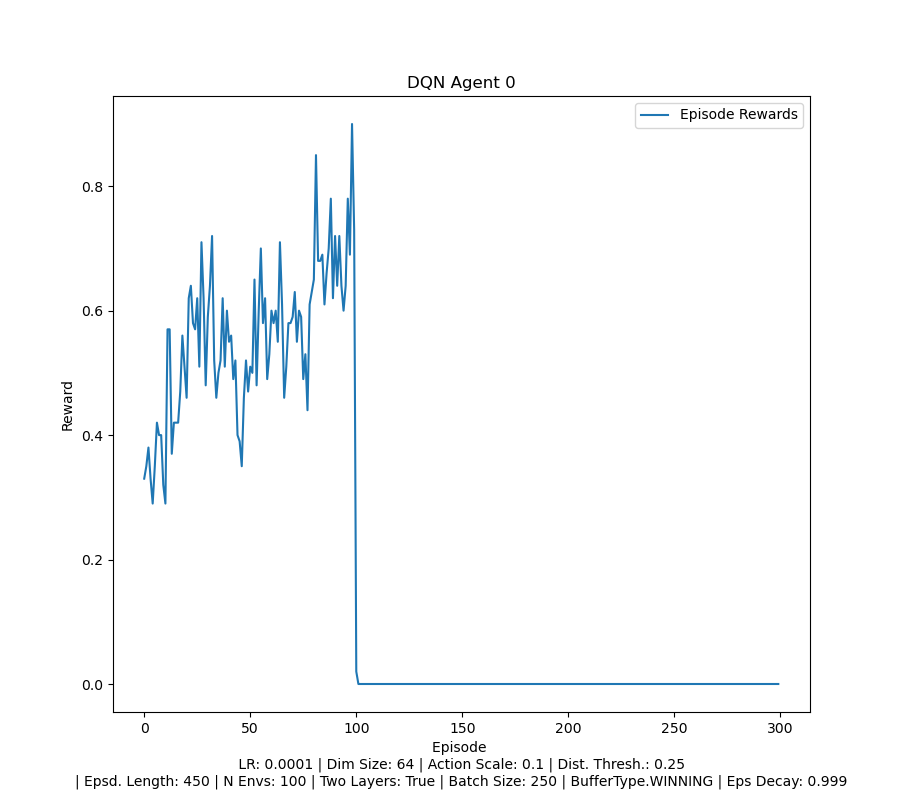 DQN Agent 0
Episode Rewards
Reward
0.8
0.6
0.4
0.2
0.0
0 50 100 150 200 250 300
Episode
LR: 0.0001 | Dim Size: 64 | Action Scale: 0.1 | Dist. Thresh.: 0.25
| Epsd. Length: 450 | N Envs: 100 | Two Layers: True | Batch Size: 250 | BufferType.WINNING | Eps Decay: 0.999